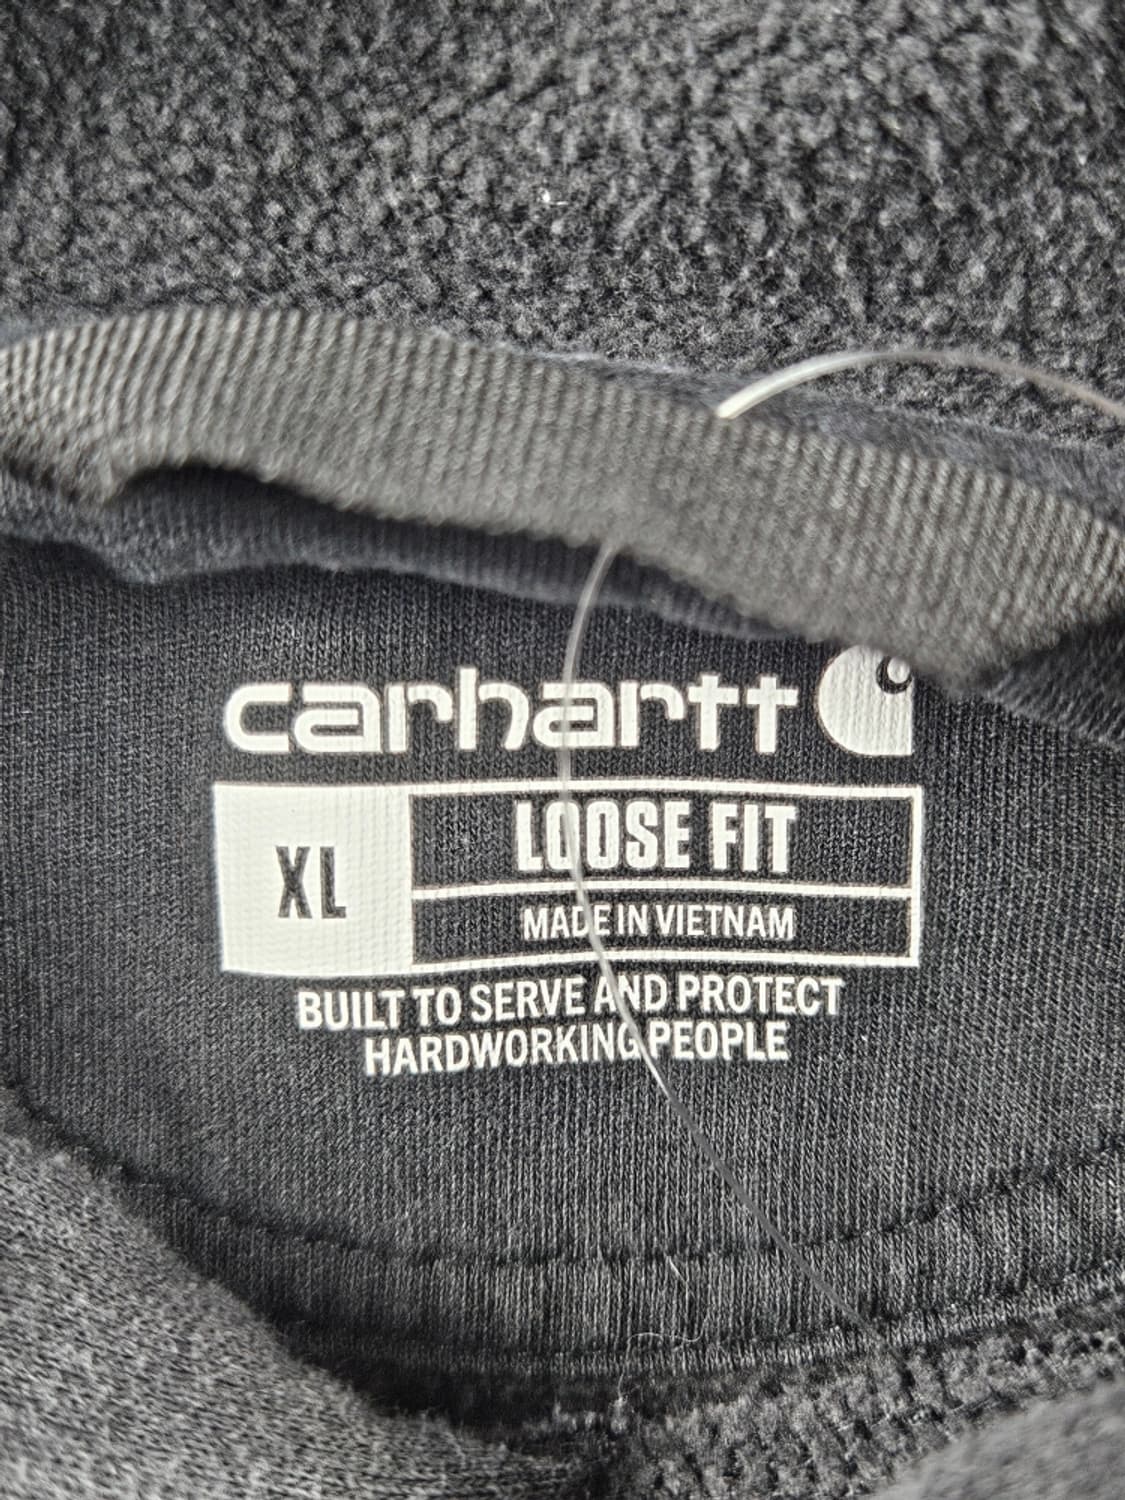 carhartt
XL
LOOSE FIT
MADE IN VIETNAM
BUILT TO SERVE AND PROTECT
HARDWORKING PEOPLE